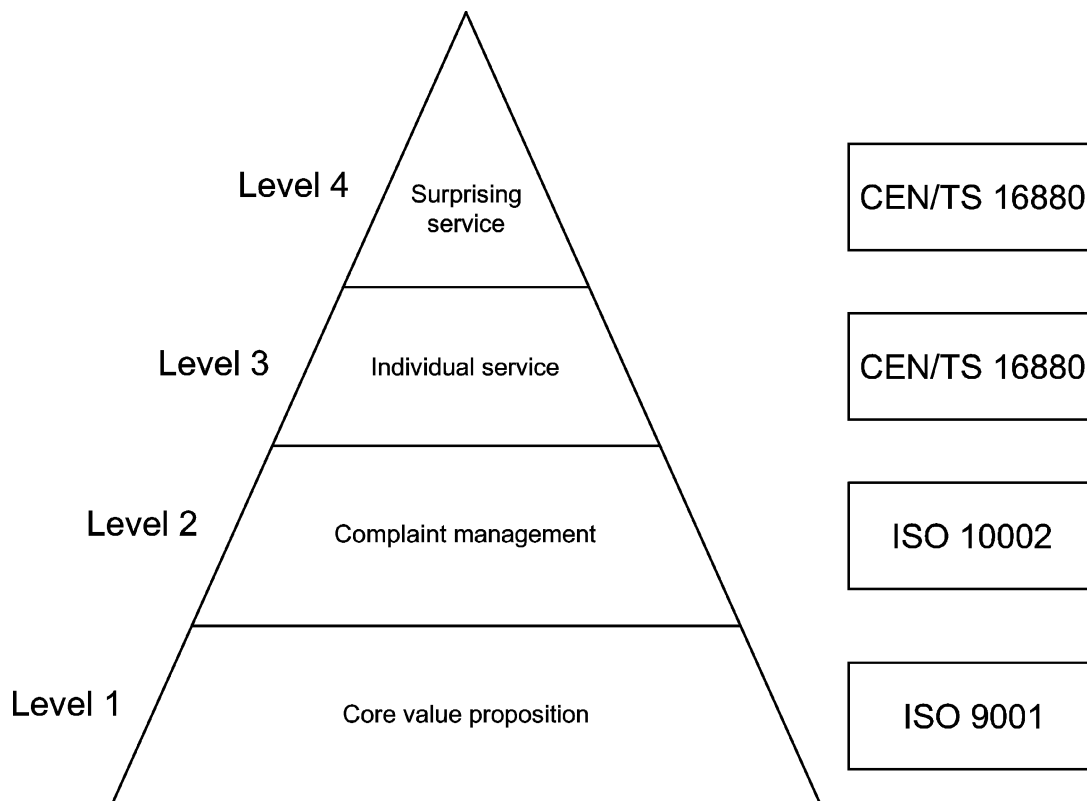 Level 4
Surprising
service
CEN/TS 16880
Level 3
Individual service
CEN/TS 16880
Level 2
Complaint management
ISO 10002
Level 1
Core value proposition
ISO 9001